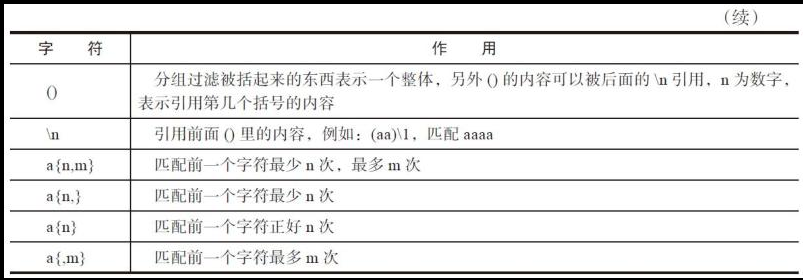 （续）
字 符 作 用
() 分组过滤被括起来的东西表示一个整体，另外 () 的内容可以被后面的 \n 引用，n 为数字，
表示引用第几个括号的内容
\n 引用前面 () 里的内容，例如：(aa)\1，匹配 aaaa
a{n,m} 匹配前一个字符最少 n 次，最多 m 次
a{n,} 匹配前一个字符最少 n 次
a{n} 匹配前一个字符正好 n 次
a{,m} 匹配前一个字符最多 m 次